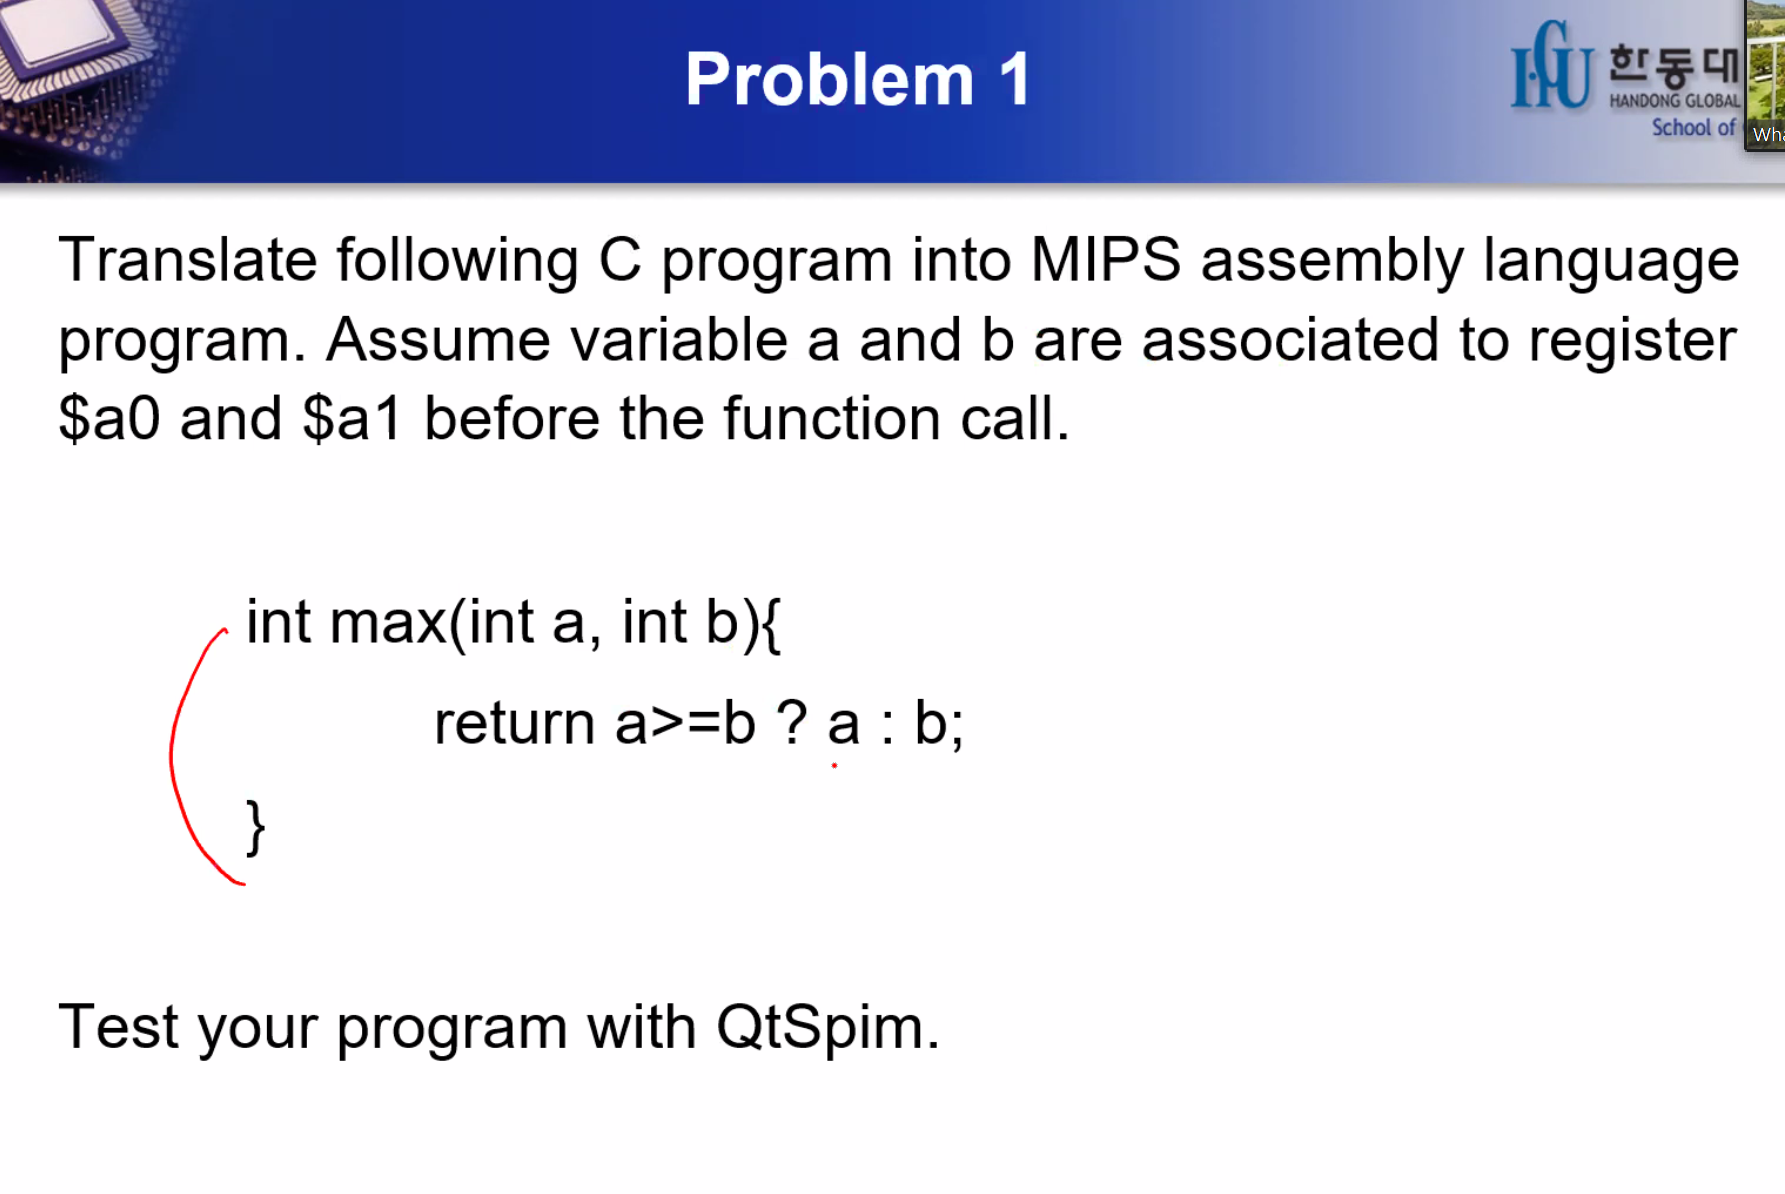 Problem 1
한동대
HANDONG GLOBAL
School of
Translate following C program into MIPS assembly language
program. Assume variable a and b are associated to register
$a0 and $a1 before the function call.
int max(int a, int b){
return a>=b ? a : b;
}
Test your program with QtSpim.